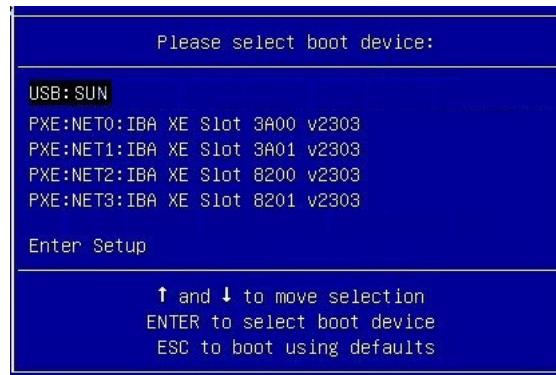 Please select boot device:
USB:SUN
PXE:NET0:IBA XE Slot 3A00 v2303
PXE:NET1:IBA XE Slot 3A01 v2303
PXE:NET2:IBA XE Slot 8200 v2303
PXE:NET3:IBA XE Slot 8201 v2303
Enter Setup
↑ and ↓ to move selection
ENTER to select boot device
ESC to boot using defaults